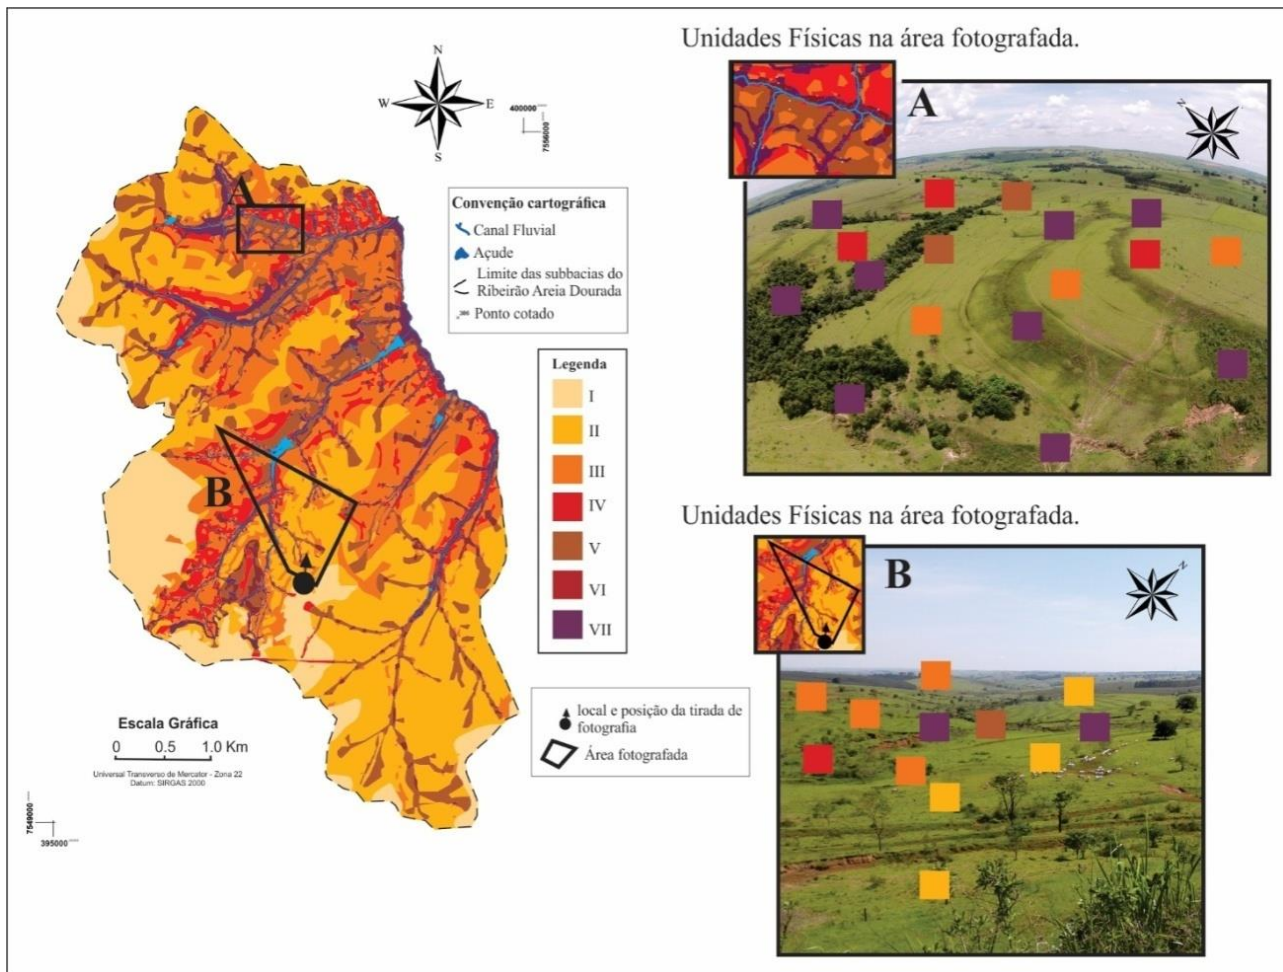 Unidades Físicas na área fotografada.
A
N
N
W E
S
400000
7556000
A
Convenção cartográfica
Canal Fluvial
Açude
Limite das subbacias do
Ribeirão Areia Dourada
Ponto cotado
Legenda
I
II
III
IV
V
VI
VII
B
Unidades Físicas na área fotografada.
B
N
local e posição da tirada de
fotografia
Área fotografada
Escala Gráfica
0 0.5 1.0 Km
Universal Transverso de Mercator - Zona 22
Datum: SIRGAS 2000
7549000
395000